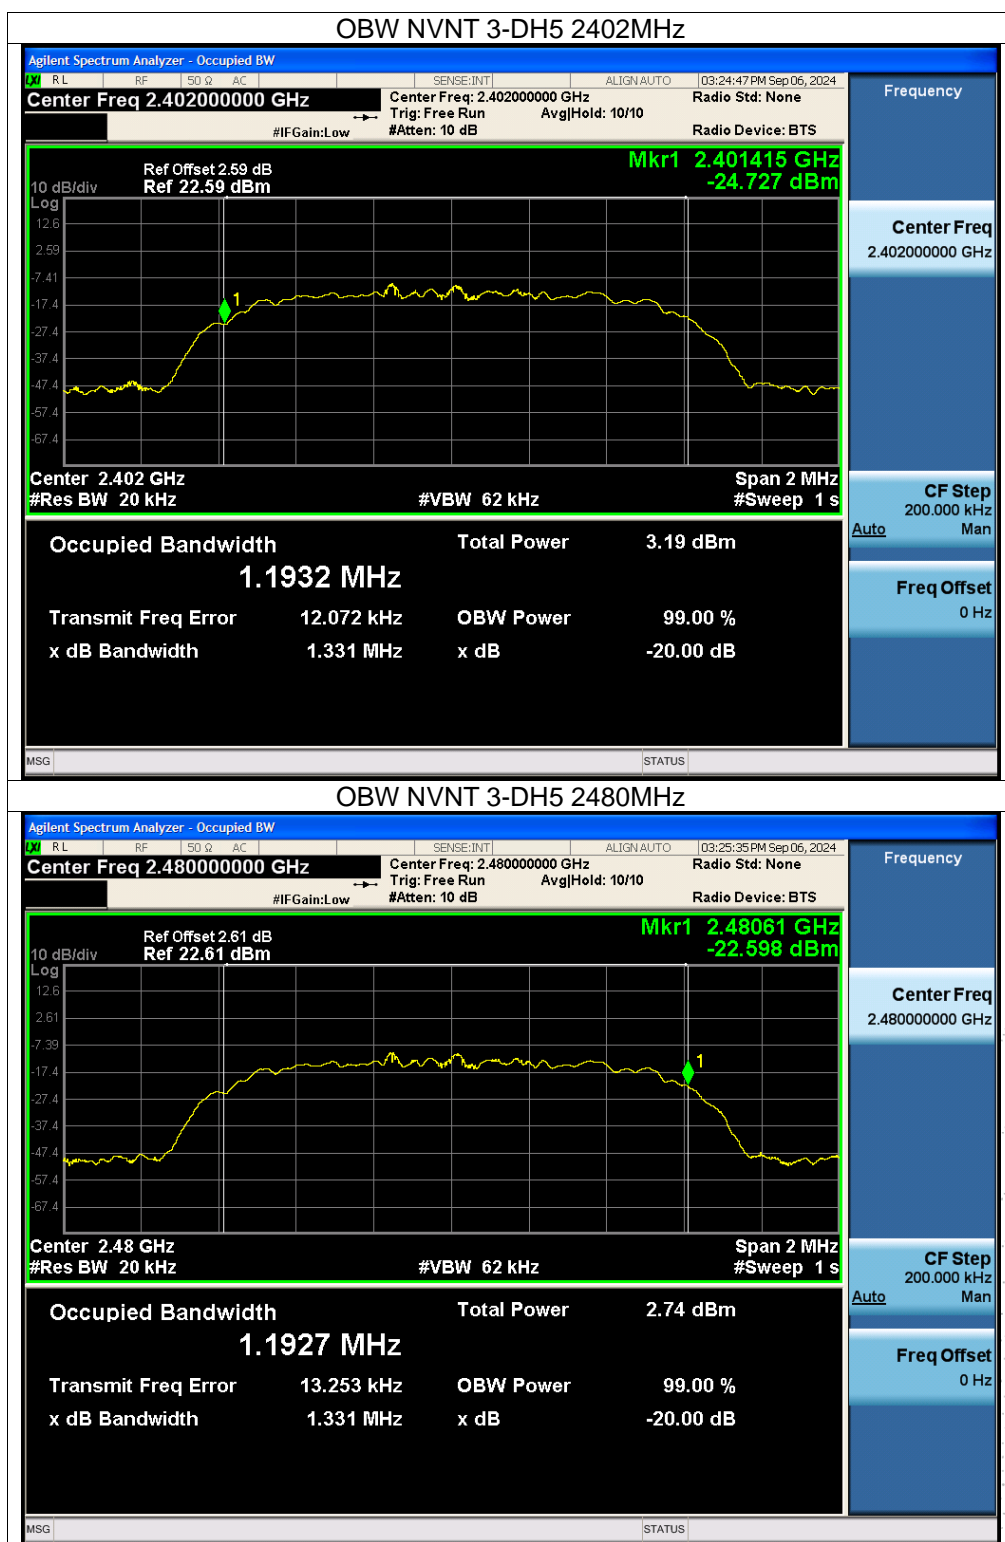 OBW NVNT 3-DH5 2402MHz
Agilent Spectrum Analyzer - Occupied BW
LXI RL RF 50 Ω AC SENSE:INT ALIGN AUTO 03:24:47 PM Sep 06, 2024
Center Freq 2.402000000 GHz Center Freq: 2.402000000 GHz Radio Std: None
Trig: Free Run Avg|Hold: 10/10
#IFGain:Low #Atten: 10 dB Radio Device: BTS
Frequency
Mkr1 2.401415 GHz
-24.727 dBm
Ref Offset 2.59 dB
10 dB/div Ref 22.59 dBm
Log
12.6
2.59
-7.41
-17.4
-27.4
-37.4
-47.4
-57.4
-67.4
1
Center 2.402 GHz Span 2 MHz
#Res BW 20 kHz #VBW 62 kHz #Sweep 1 s
Center Freq
2.402000000 GHz
CF Step
200.000 kHz
Auto Man
Freq Offset
0 Hz
Occupied Bandwidth Total Power 3.19 dBm
1.1932 MHz
Transmit Freq Error 12.072 kHz OBW Power 99.00 %
x dB Bandwidth 1.331 MHz x dB -20.00 dB
MSG STATUS
OBW NVNT 3-DH5 2480MHz
Agilent Spectrum Analyzer - Occupied BW
LXI RL RF 50 Ω AC SENSE:INT ALIGN AUTO 03:25:35 PM Sep 06, 2024
Center Freq 2.480000000 GHz Center Freq: 2.480000000 GHz Radio Std: None
Trig: Free Run Avg|Hold: 10/10
#IFGain:Low #Atten: 10 dB Radio Device: BTS
Frequency
Mkr1 2.48061 GHz
-22.598 dBm
Ref Offset 2.61 dB
10 dB/div Ref 22.61 dBm
Log
12.6
2.61
-7.39
-17.4
-27.4
-37.4
-47.4
-57.4
-67.4
1
Center 2.48 GHz Span 2 MHz
#Res BW 20 kHz #VBW 62 kHz #Sweep 1 s
Center Freq
2.480000000 GHz
CF Step
200.000 kHz
Auto Man
Freq Offset
0 Hz
Occupied Bandwidth Total Power 2.74 dBm
1.1927 MHz
Transmit Freq Error 13.253 kHz OBW Power 99.00 %
x dB Bandwidth 1.331 MHz x dB -20.00 dB
MSG STATUS